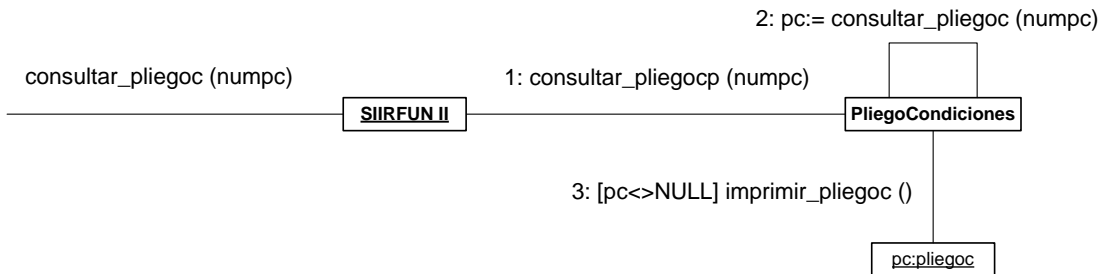 2: pc:= consultar_pliegoc (numpc)
consultar_pliegoc (numpc)
1: consultar_pliegocp (numpc)
SIIRFUN II
PliegoCondiciones
3: [pc<>NULL] imprimir_pliegoc ()
pc:pliegoc